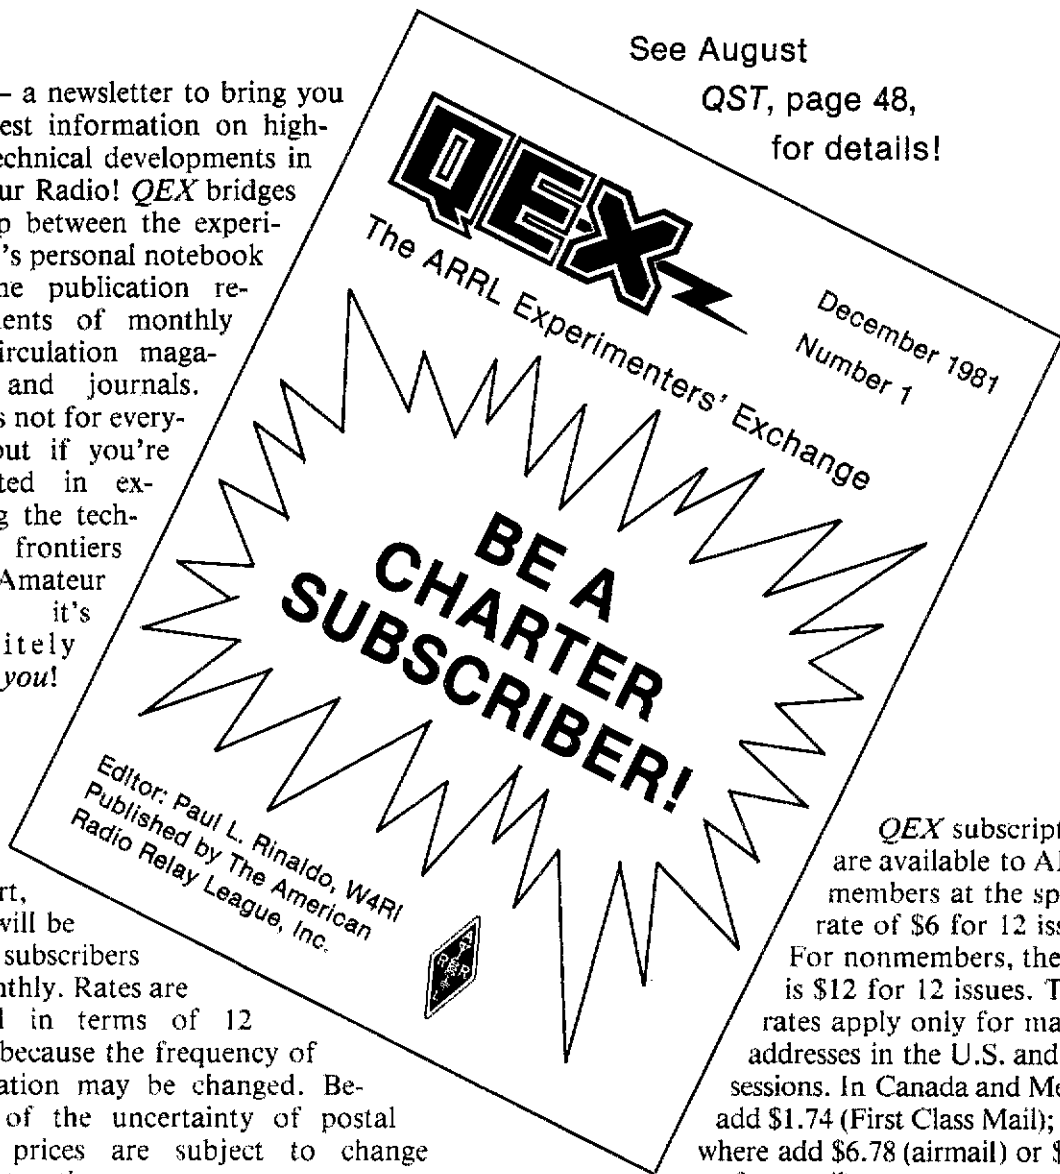 See August
QST, page 48,
for details!
– a newsletter to bring you
est information on high-
echnical developments in
ur Radio! QEX bridges
p between the experi-
's personal notebook
ne publication re-
ents of monthly
irculation maga-
and journals.
s not for every-
out if you're
ted in ex-
g the tech-
frontiers
Amateur
it's
itely
you!
QEX
The ARRL Experimenters' Exchange
December 1981
Number 1
BE A
CHARTER
SUBSCRIBER!
Editor: Paul L. Rinaldo, W4RI
Published by The American
Radio Relay League, Inc.
ARRL
rt,
will be
subscribers
nthly. Rates are
l in terms of 12
because the frequency of
ation may be changed. Be-
of the uncertainty of postal
prices are subject to change
QEX subscript
are available to A
members at the sp
rate of $6 for 12 iss
For nonmembers, the
is $12 for 12 issues. T
rates apply only for ma
addresses in the U.S. and
sessions. In Canada and Me
add $1.74 (First Class Mail);
where add $6.78 (airmail) or $